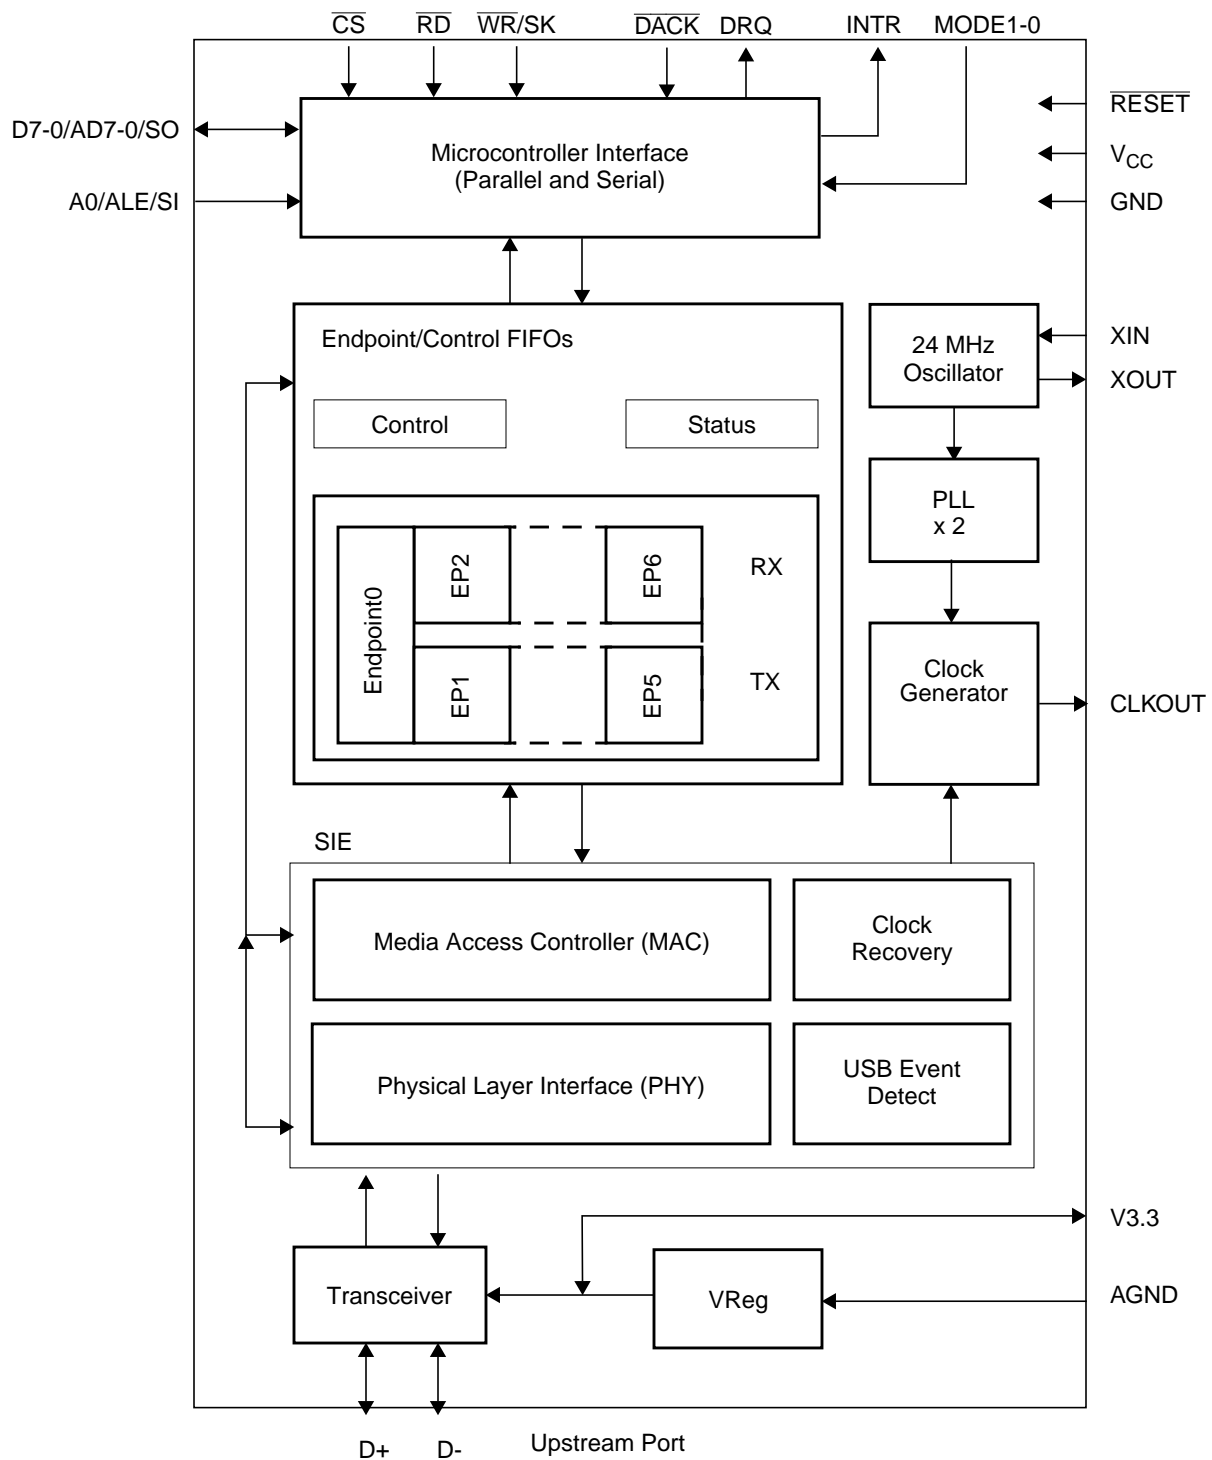 CS RD WR/SK DACK DRQ INTR MODE1-0
RESET
D7-0/AD7-0/SO
Microcontroller Interface
(Parallel and Serial)
VCC
A0/ALE/SI
GND
Endpoint/Control FIFOs
24 MHz
Oscillator
XIN
XOUT
Control
Status
PLL
x 2
Endpoint0
EP2
EP6
RX
EP1
EP5
TX
Clock
Generator
CLKOUT
SIE
Media Access Controller (MAC)
Clock
Recovery
Physical Layer Interface (PHY)
USB Event
Detect
V3.3
Transceiver
VReg
AGND
D+ D- Upstream Port